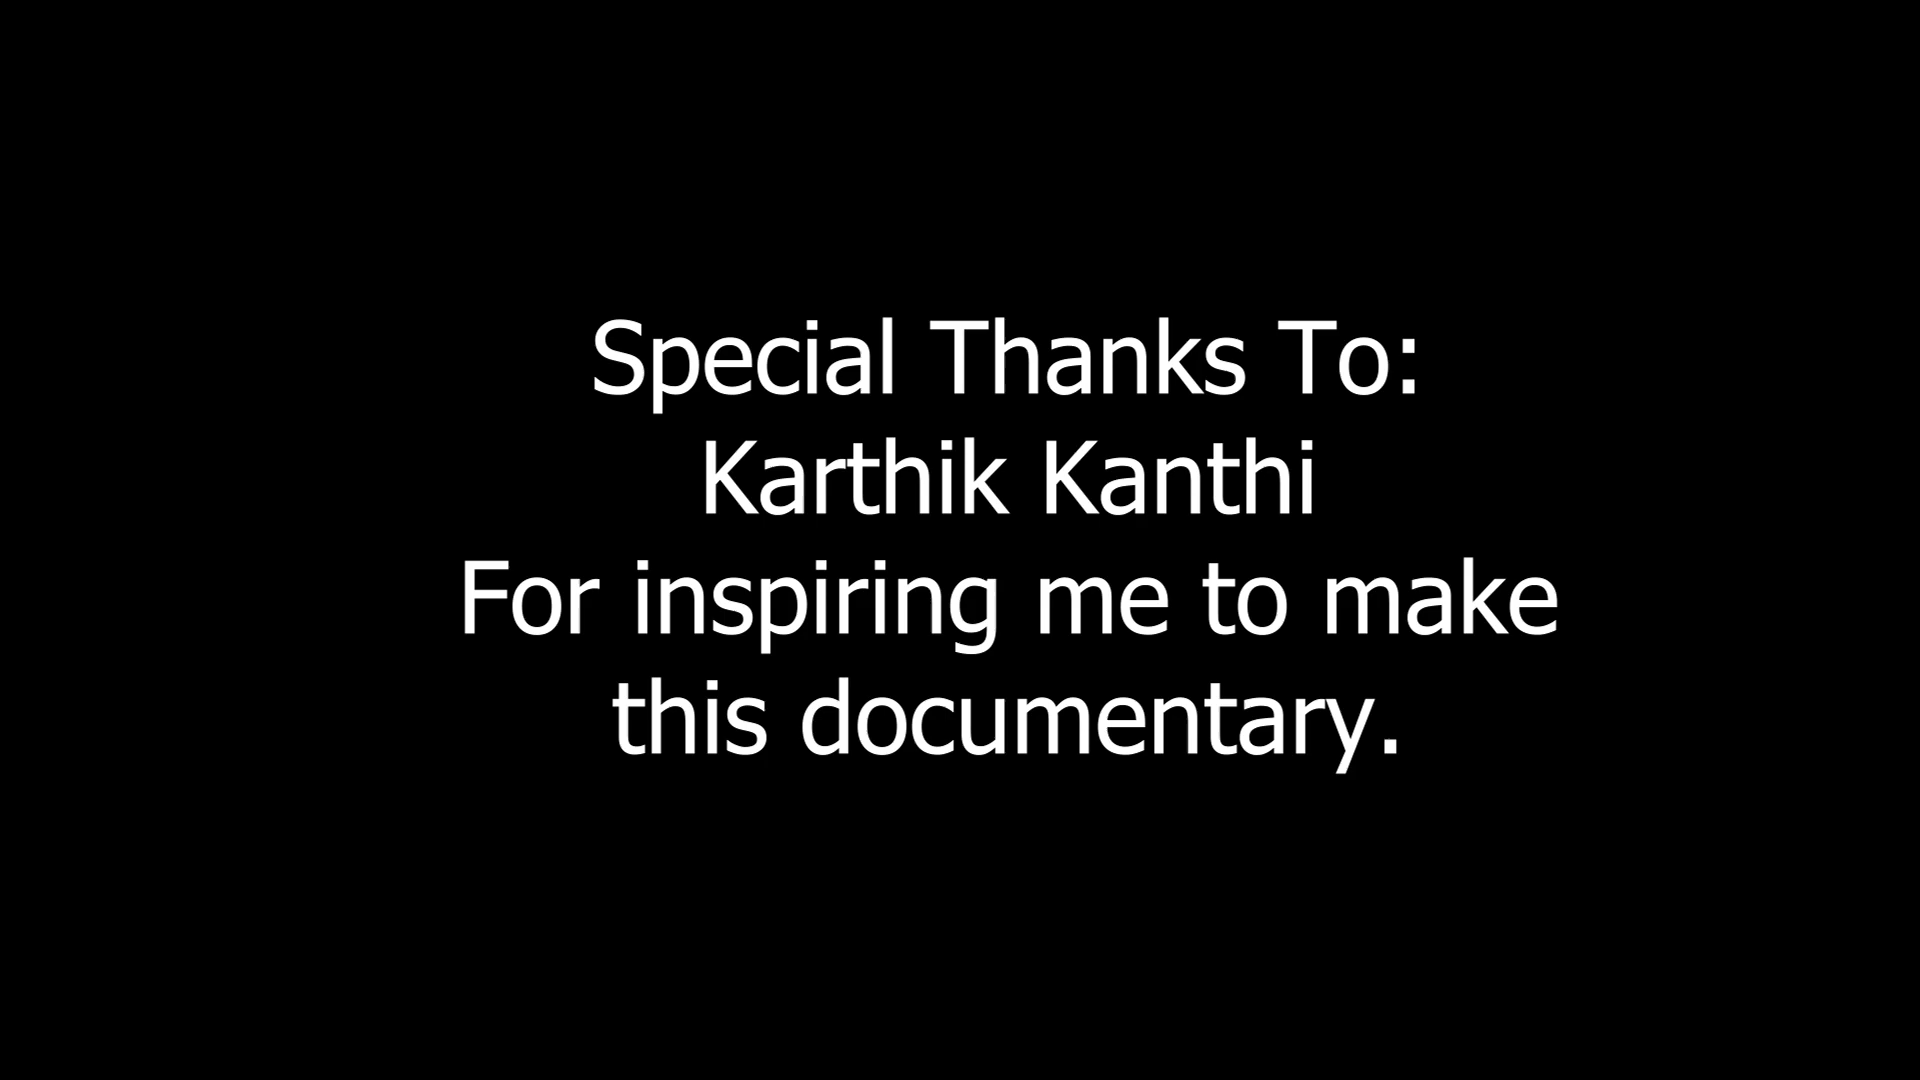 Special Thanks To:
Karthik Kanthi
For inspiring me to make
this documentary.